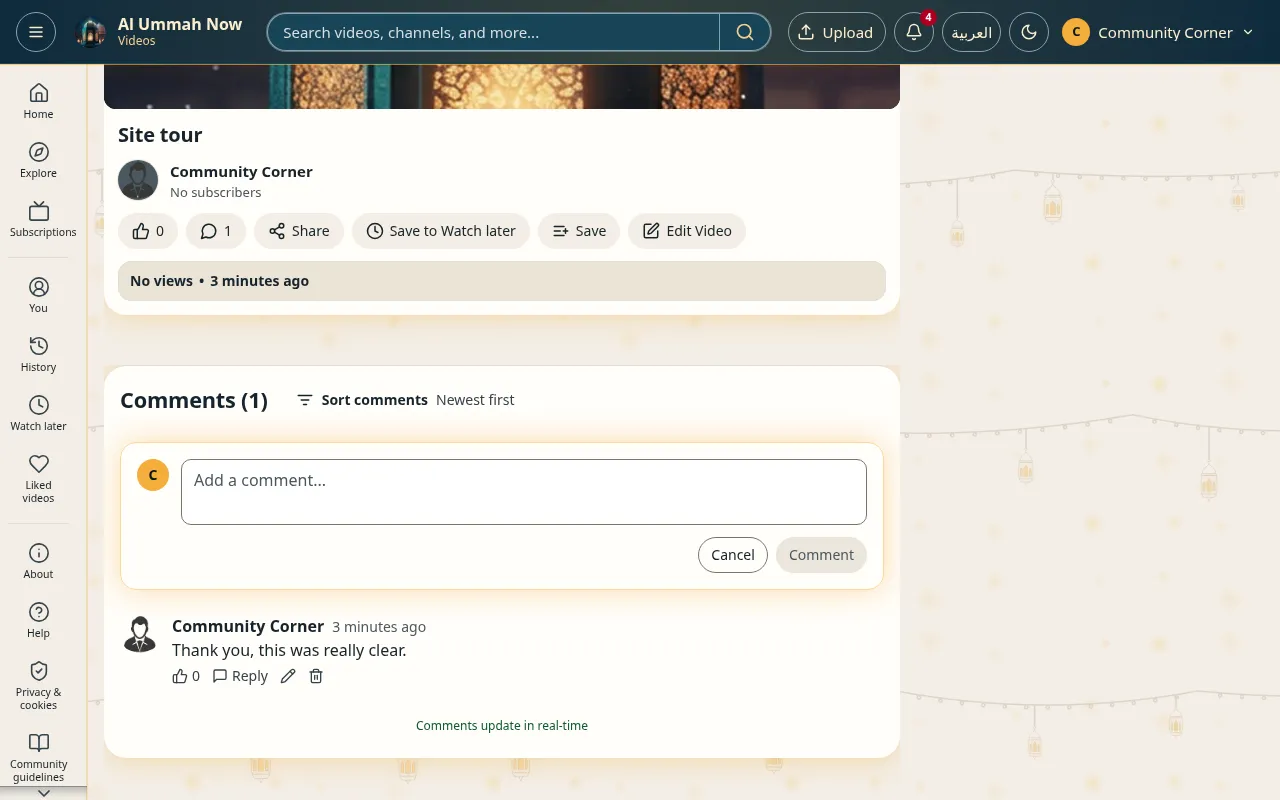 Al Ummah Now
Videos
Search videos, channels, and more...
Upload
4
العربية
C
Community Corner
Home
Explore
Subscriptions
You
History
Watch later
Liked
videos
About
Help
Privacy &
cookies
Community
guidelines
Site tour
Community Corner
No subscribers
0
1
Share
Save to Watch later
Save
Edit Video
No views • 3 minutes ago
Comments (1)
Sort comments Newest first
C
Add a comment...
Cancel
Comment
Community Corner 3 minutes ago
Thank you, this was really clear.
0 Reply
Comments update in real-time